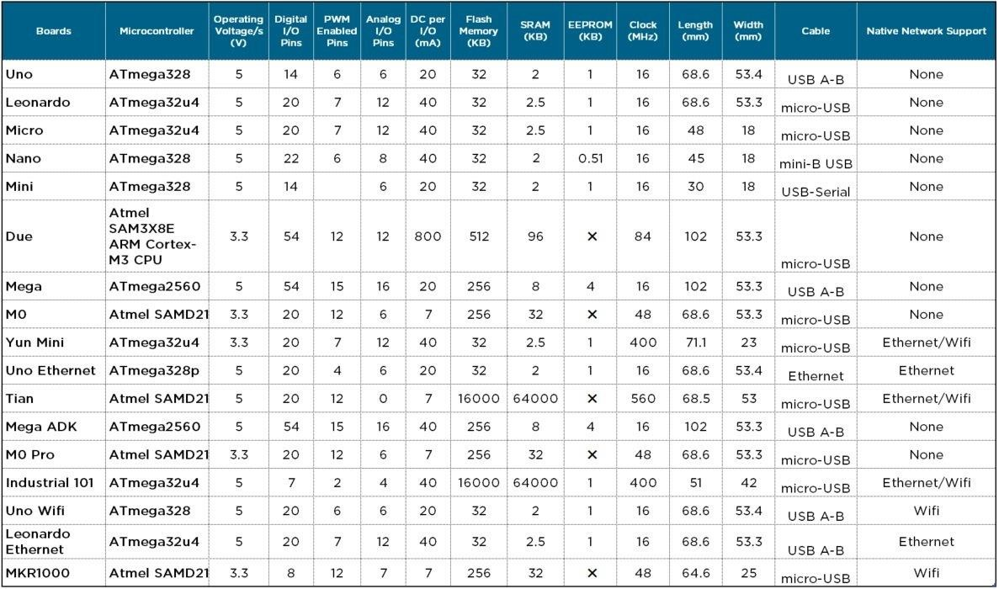 Boards Microcontroller Operating Voltage/s (V) Digital I/O Pins PWM Enabled Pins Analog I/O Pins DC per I/O (mA) Flash Memory (KB) SRAM (KB) EEPROM (KB) Clock (MHz) Length (mm) Width (mm) Cable Native Network Support
Uno ATmega328 5 14 6 6 20 32 2 1 16 68.6 53.4 USB A-B None
Leonardo ATmega32u4 5 20 7 12 40 32 2.5 1 16 68.6 53.3 micro-USB None
Micro ATmega32u4 5 20 7 12 40 32 2.5 1 16 48 18 micro-USB None
Nano ATmega328 5 22 6 8 40 32 2 0.51 16 45 18 mini-B USB None
Mini ATmega328 5 14 6 20 32 2 1 16 30 18 USB-Serial None
Due Atmel SAM3X8E ARM Cortex-M3 CPU 3.3 54 12 12 800 512 96 × 84 102 53.3 micro-USB None
Mega ATmega2560 5 54 15 16 20 256 8 4 16 102 53.3 USB A-B None
M0 Atmel SAMD21 3.3 20 12 6 7 256 32 × 48 68.6 53.3 micro-USB None
Yun Mini ATmega32u4 3.3 20 7 12 40 32 2.5 1 400 71.1 23 micro-USB Ethernet/Wifi
Uno Ethernet ATmega328p 5 20 4 6 20 32 2 1 16 68.6 53.4 Ethernet Ethernet
Tian Atmel SAMD21 5 20 12 0 7 16000 64000 × 560 68.5 53 micro-USB Ethernet/Wifi
Mega ADK ATmega2560 5 54 15 16 40 256 8 4 16 102 53.3 USB A-B None
M0 Pro Atmel SAMD21 3.3 20 12 6 7 256 32 × 48 68.6 53.3 micro-USB None
Industrial 101 ATmega32u4 5 7 2 4 40 16000 64000 1 400 51 42 micro-USB Ethernet/Wifi
Uno Wifi ATmega328 5 20 6 6 20 32 2 1 16 68.6 53.4 USB A-B Wifi
Leonardo Ethernet ATmega32u4 5 20 7 12 40 32 2.5 1 16 68.6 53.3 USB A-B Ethernet
MKR1000 Atmel SAMD21 3.3 8 12 7 7 256 32 × 48 64.6 25 micro-USB Wifi